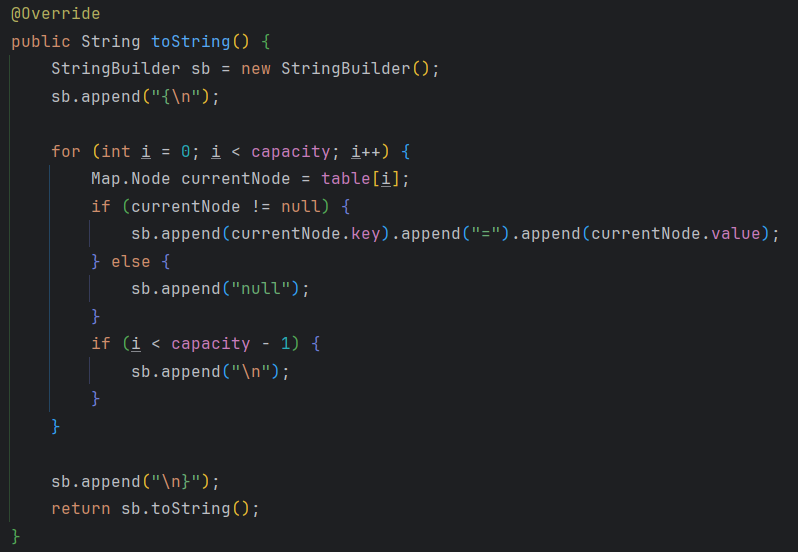 @Override
public String toString() {
    StringBuilder sb = new StringBuilder();
    sb.append("{\n");

    for (int i = 0; i < capacity; i++) {
        Map.Node currentNode = table[i];
        if (currentNode != null) {
            sb.append(currentNode.key).append("=").append(currentNode.value);
        } else {
            sb.append("null");
        }
        if (i < capacity - 1) {
            sb.append("\n");
        }
    }

    sb.append("\n}");
    return sb.toString();
}